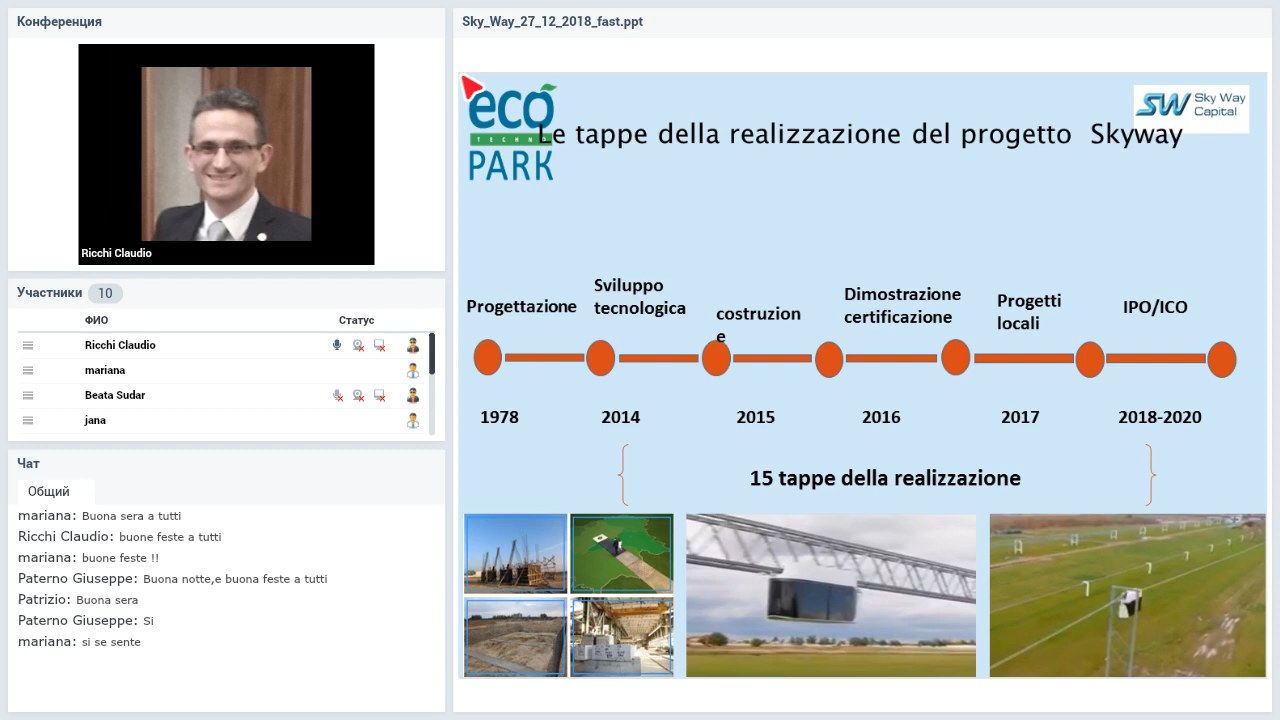 Конференция
Ricchi Claudio
Участники 10
ФИО Статус
Ricchi Claudio
mariana
Beata Sudar
jana
Чат
Общий
mariana: Buona sera a tutti
Ricchi Claudio: buone feste a tutti
mariana: buone feste !!
Paterno Giuseppe: Buona notte,e buona feste a tutti
Patrizio: Buona sera
Paterno Giuseppe: Si
mariana: si se sente
Sky_Way_27_12_2018_fast.ppt
eco
TECHNO
PARK
SW Sky Way
Capital
Le tappe della realizzazione del progetto Skyway
Progettazione
Sviluppo
tecnologica
costruzion
e
Dimostrazione
certificazione
Progetti
locali
IPO/ICO
1978 2014 2015 2016 2017 2018-2020
15 tappe della realizzazione